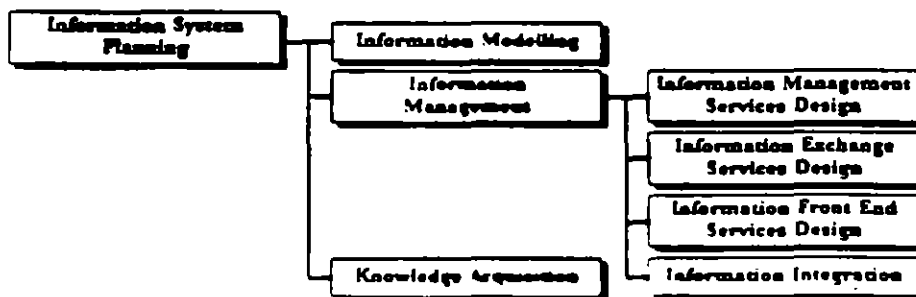 Information System
Planning
Information Modelling
Information
Management
Information Management
Services Design
Information Exchange
Services Design
Information Front End
Services Design
Knowledge Acquisition
Information Integration